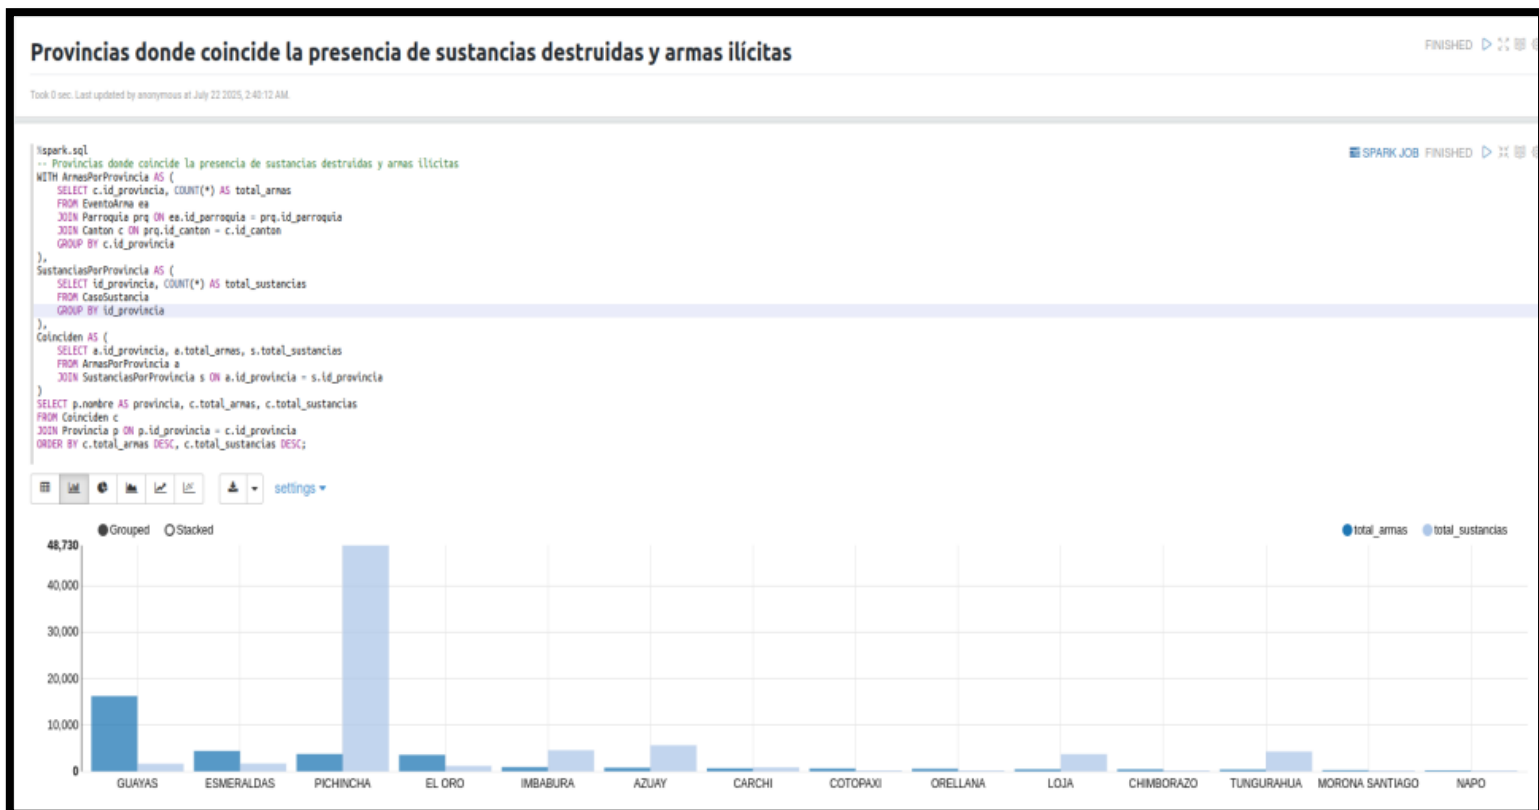 Provincias donde coincide la presencia de sustancias destruidas y armas ilícitas
FINISHED
Took 0 sec. Last updated by anonymous at July 22 2025, 2:40:12 AM.
%spark.sql
-- Provincias donde coincide la presencia de sustancias destruidas y armas ilícitas
WITH ArmasPorProvincia AS (
SELECT c.id_provincia, COUNT(*) AS total_armas
FROM EventoArma ea
JOIN Parroquia prq ON ea.id_parroquia = prq.id_parroquia
JOIN Canton c ON prq.id_canton = c.id_canton
GROUP BY c.id_provincia
),
SustanciasPorProvincia AS (
SELECT id_provincia, COUNT(*) AS total_sustancias
FROM CasoSustancia
GROUP BY id_provincia
),
Coinciden AS (
SELECT a.id_provincia, a.total_armas, s.total_sustancias
FROM ArmasPorProvincia a
JOIN SustanciasPorProvincia s ON a.id_provincia = s.id_provincia
)
SELECT p.nombre AS provincia, c.total_armas, c.total_sustancias
FROM Coinciden c
JOIN Provincia p ON p.id_provincia = c.id_provincia
ORDER BY c.total_armas DESC, c.total_sustancias DESC;
SPARK JOB FINISHED
settings
Grouped Stacked
total_armas total_sustancias
48,730
40,000
30,000
20,000
10,000
0
GUAYAS ESMERALDAS PICHINCHA EL ORO IMBABURA AZUAY CARCHI COTOPAXI ORELLANA LOJA CHIMBORAZO TUNGURAHUA MORONA SANTIAGO NAPO